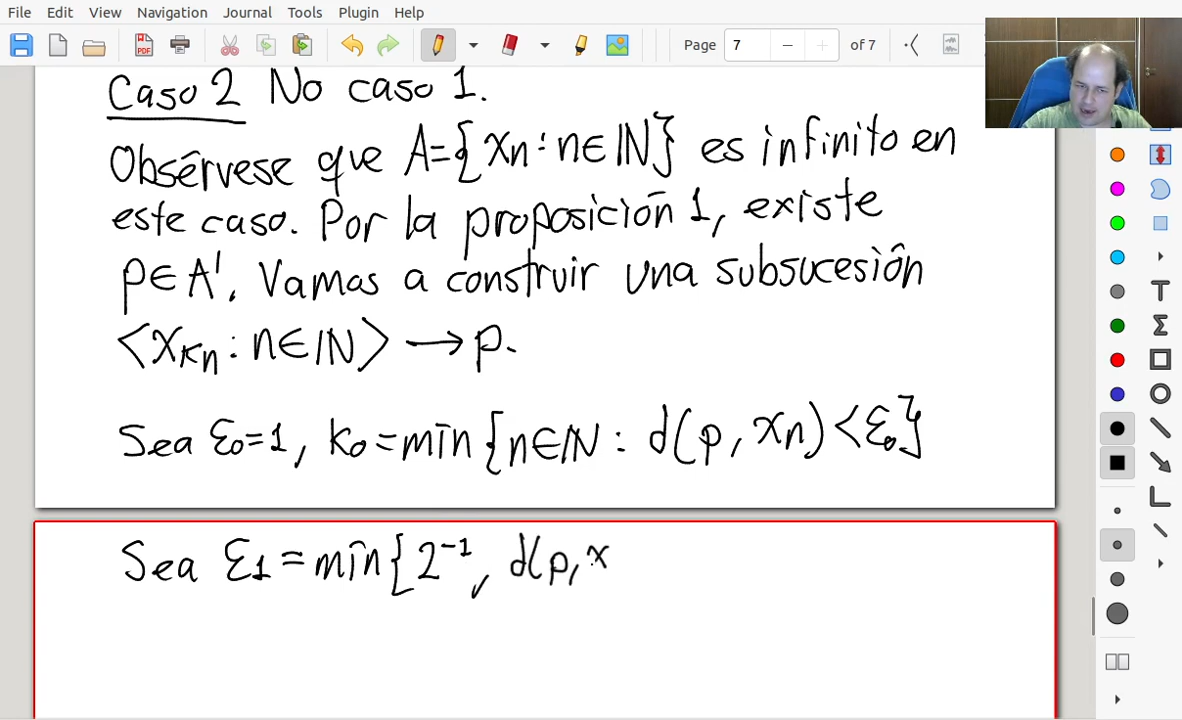 File Edit View Navigation Journal Tools Plugin Help
Page 7 of 7
Caso 2 No caso 1.
Obsérvese que A={xn : n∈ℕ} es infinito en
este caso. Por la proposición 1, existe
p∈A'. Vamos a construir una subsucesión
<xkn : n∈ℕ> → p.
Sea ε0=1, k0=mín{n∈ℕ : d(p, xn)<ε0}
Sea ε1=mín{2⁻¹, d(p,x
T
Σ